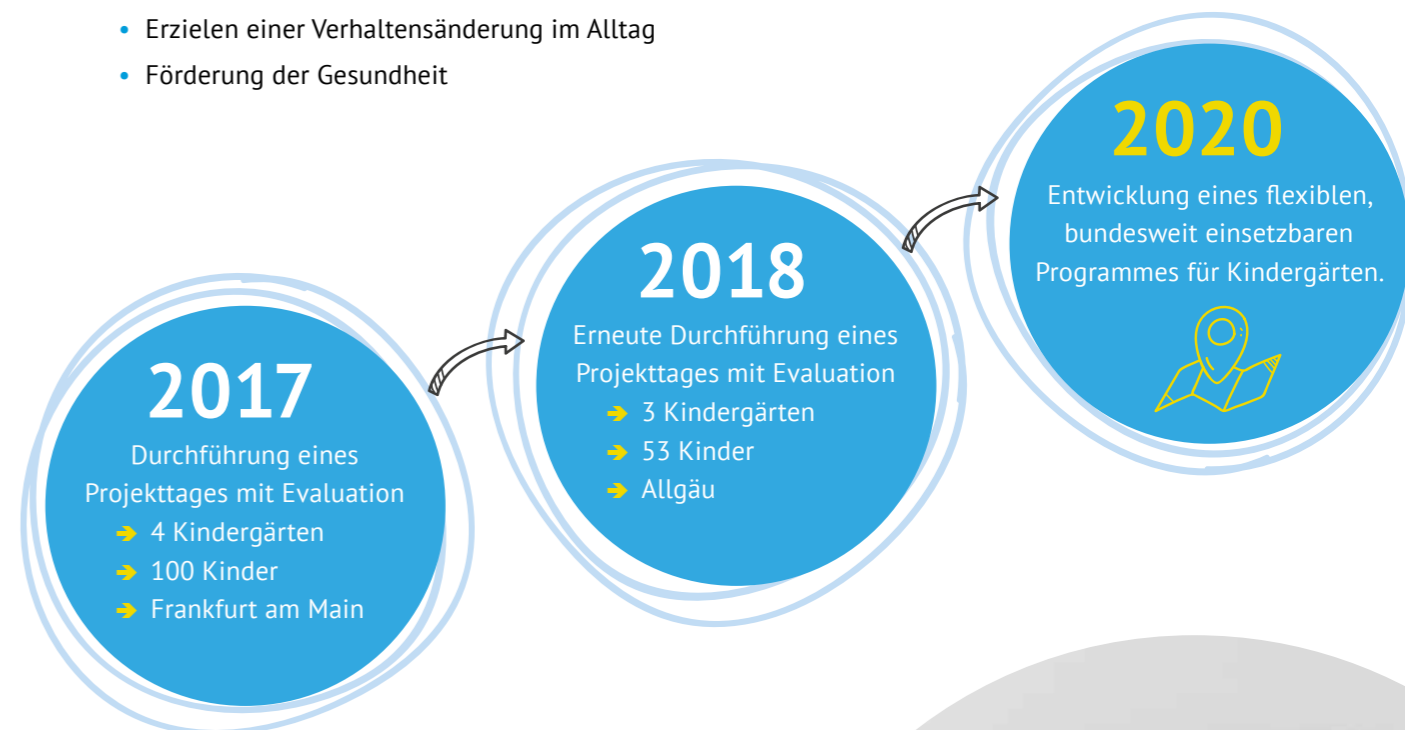 • Erzielen einer Verhaltensänderung im Alltag
• Förderung der Gesundheit
2017
Durchführung eines
Projekttages mit Evaluation
➔ 4 Kindergärten
➔ 100 Kinder
➔ Frankfurt am Main
2018
Erneute Durchführung eines
Projekttages mit Evaluation
➔ 3 Kindergärten
➔ 53 Kinder
➔ Allgäu
2020
Entwicklung eines flexiblen,
bundesweit einsetzbaren
Programmes für Kindergärten.